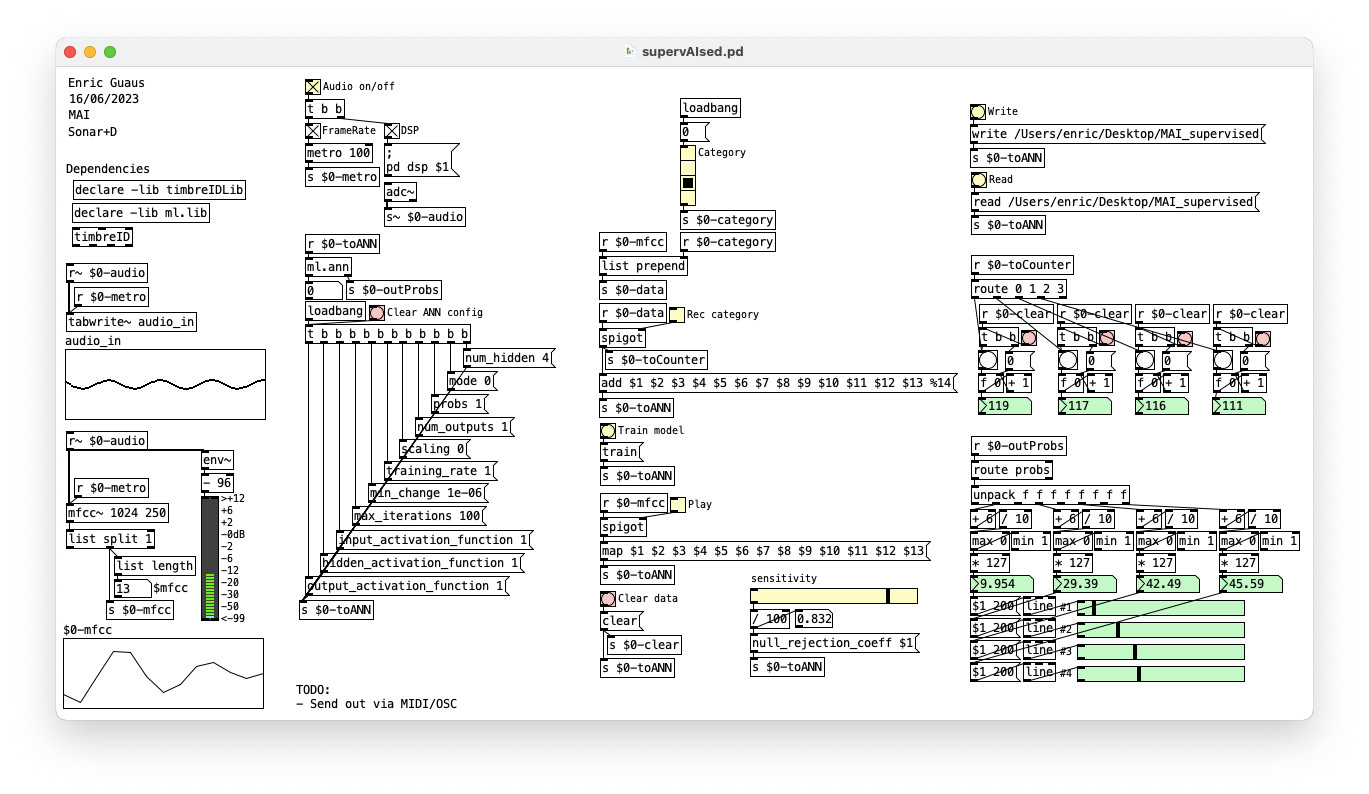 supervAIsed.pd
Enric Guaus
16/06/2023
MAI
Sonar+D
Dependencies
declare -lib timbreIDLib
declare -lib ml.lib
timbreID
r~ $0-audio
r $0-metro
tabwrite~ audio_in
audio_in
r~ $0-audio
env~
- 96
r $0-metro
mfcc~ 1024 250
list split 1
list length
13
$mfcc
s $0-mfcc
>+12
+6
+2
-0dB
-2
-6
-12
-20
-30
-50
<-99
$0-mfcc
Audio on/off
t b b
FrameRate
DSP
metro 100
;
pd dsp $1
s $0-metro
adc~
s~ $0-audio
r $0-toANN
ml.ann
0
s $0-outProbs
loadbang
Clear ANN config
t b b b b b b b b b b b
num_hidden 4
mode 0
probs 1
num_outputs 1
scaling 0
training_rate 1
min_change 1e-06
max_iterations 100
input_activation_function 1
hidden_activation_function 1
output_activation_function 1
s $0-toANN
TODO:
- Send out via MIDI/OSC
loadbang
0
Category
s $0-category
r $0-mfcc
r $0-category
list prepend
s $0-data
r $0-data
Rec category
spigot
s $0-toCounter
add $1 $2 $3 $4 $5 $6 $7 $8 $9 $10 $11 $12 $13 %14
s $0-toANN
Train model
train
s $0-toANN
r $0-mfcc
Play
spigot
map $1 $2 $3 $4 $5 $6 $7 $8 $9 $10 $11 $12 $13
s $0-toANN
Clear data
clear
s $0-clear
s $0-toANN
sensitivity
/ 100
0.832
null_rejection_coeff $1
s $0-toANN
Write
write /Users/enric/Desktop/MAI_supervised
s $0-toANN
Read
read /Users/enric/Desktop/MAI_supervised
s $0-toANN
r $0-toCounter
route 0 1 2 3
r $0-clear r $0-clear r $0-clear r $0-clear
t b b t b b t b b t b b
0 0 0 0
f 0 + 1 f 0 + 1 f 0 + 1 f 0 + 1
119 117 116 111
r $0-outProbs
route probs
unpack f f f f f f f f
+ 6 / 10 + 6 / 10 + 6 / 10 + 6 / 10
max 0 min 1 max 0 min 1 max 0 min 1 max 0 min 1
* 127 * 127 * 127 * 127
9.954 29.39 42.49 45.59
$1 200 line #1
$1 200 line #2
$1 200 line #3
$1 200 line #4